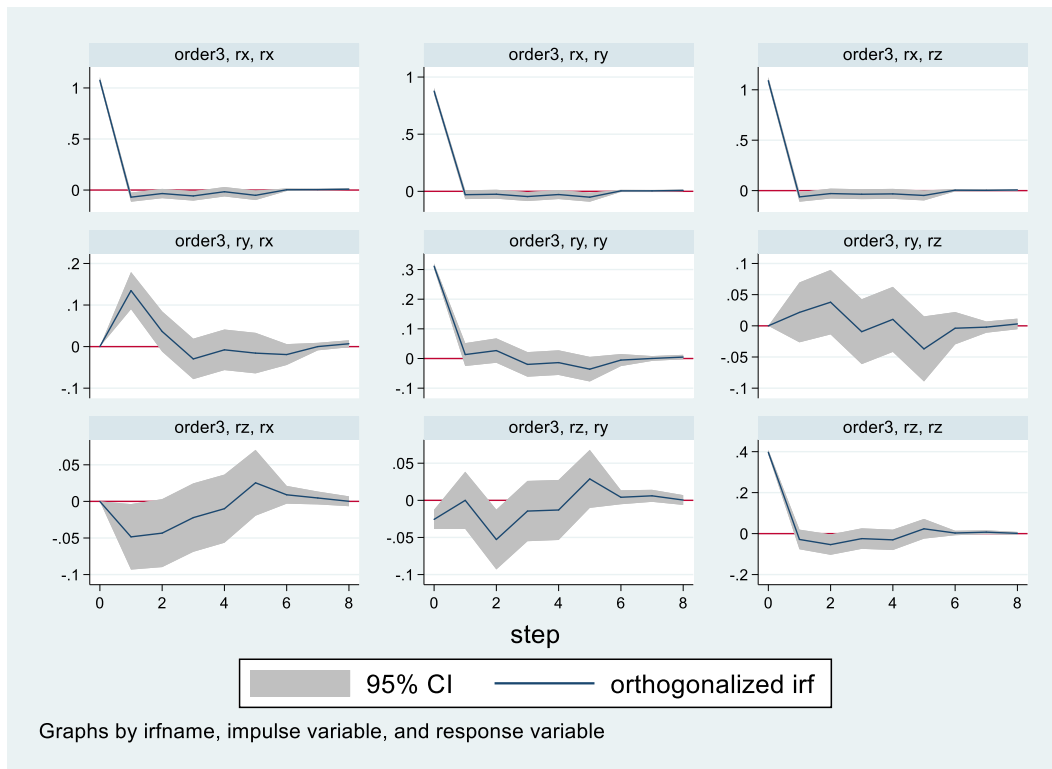 order3, rx, rx
order3, rx, ry
order3, rx, rz
1
.5
0
1
.5
0
1
.5
0
order3, ry, rx
order3, ry, ry
order3, ry, rz
.2
.1
0
-.1
.3
.2
.1
0
-.1
.1
.05
0
-.05
-.1
order3, rz, rx
order3, rz, ry
order3, rz, rz
.05
0
-.05
-.1
.05
0
-.05
-.1
.4
.2
0
-.2
0 2 4 6 8
0 2 4 6 8
0 2 4 6 8
step
95% CI
orthogonalized irf
Graphs by irfname, impulse variable, and response variable